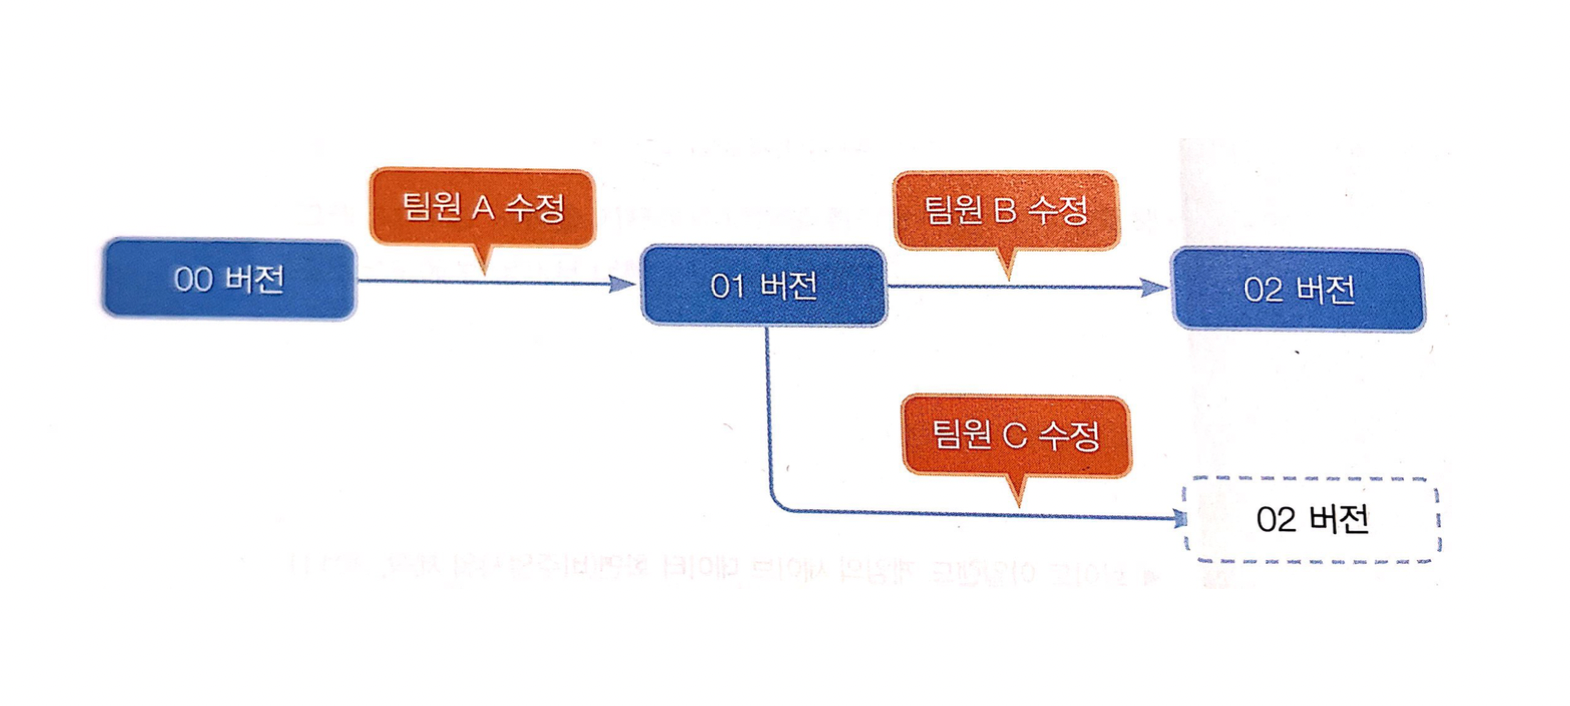 팀원 A 수정
팀원 B 수정
00 버전
01 버전
02 버전
팀원 C 수정
02 버전